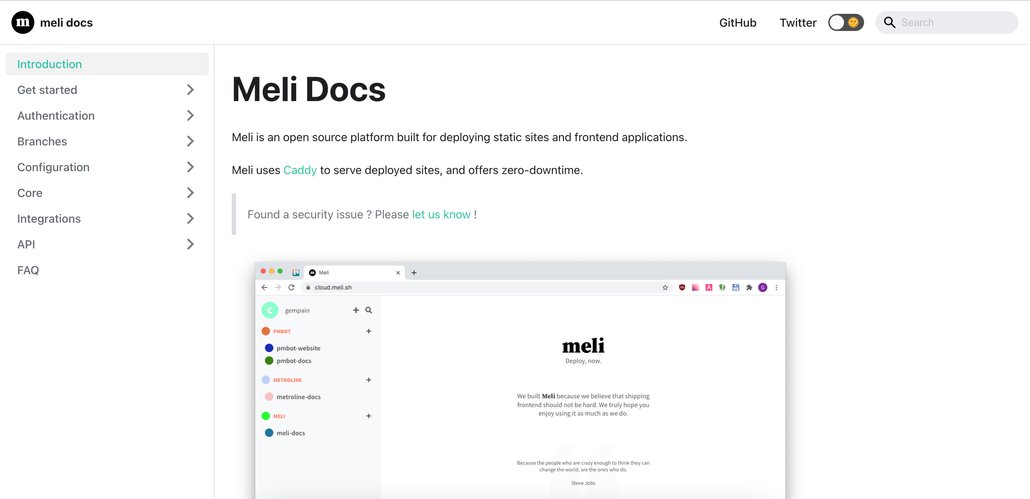 m meli docs
GitHub
Twitter
Search
Introduction
Get started
Authentication
Branches
Configuration
Core
Integrations
API
FAQ
Meli Docs
Meli is an open source platform built for deploying static sites and frontend applications.
Meli uses Caddy to serve deployed sites, and offers zero-downtime.
Found a security issue ? Please let us know !
Meli
cloud.meli.sh
C gempain
PMBOT
pmbot-website
pmbot-docs
METROLINE
metroline-docs
MELI
meli-docs
meli
Deploy, now.
We built Meli because we believe that shipping
frontend should not be hard. We truly hope you
enjoy using it as much as we do.
Because the people who are crazy enough to think they can
change the world, are the ones who do.
Steve Jobs